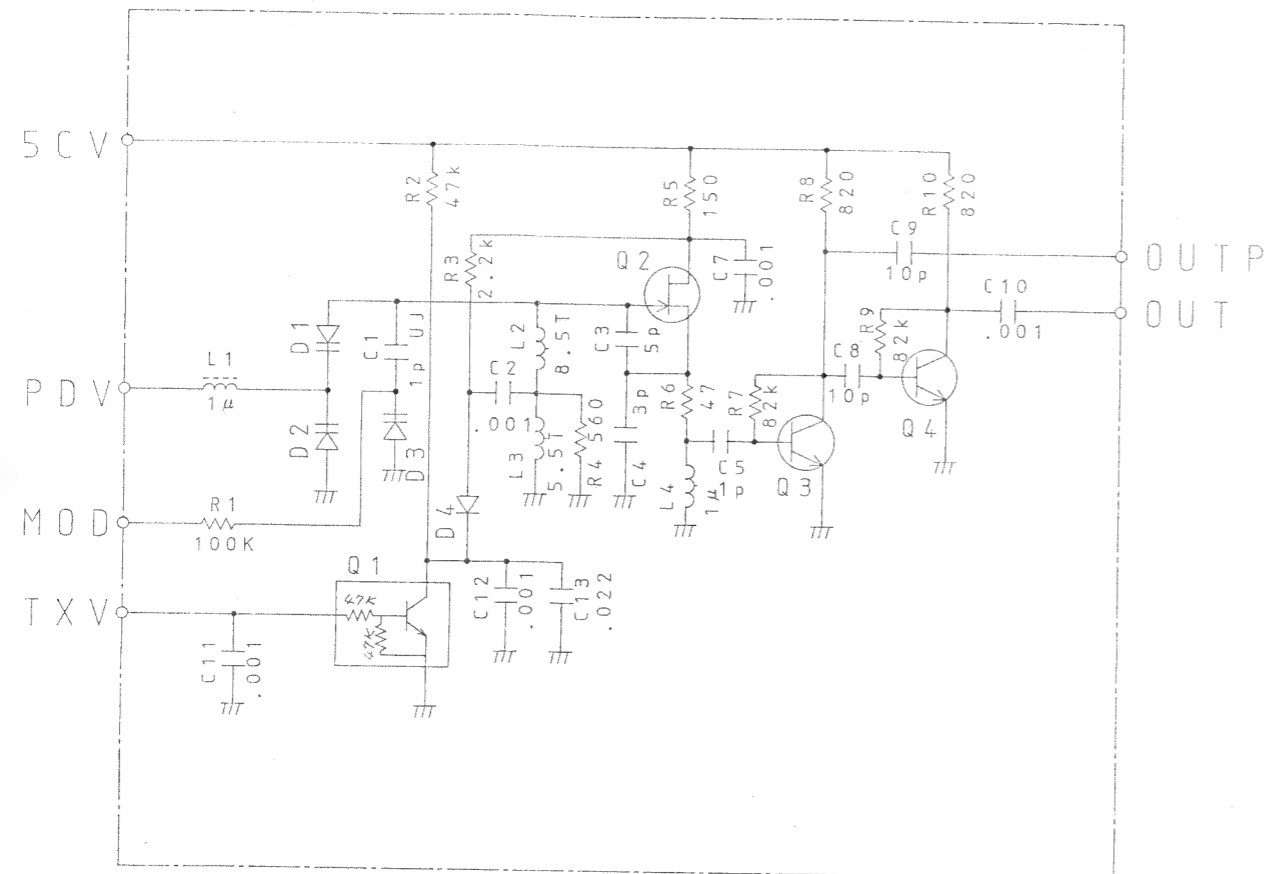 5CV
R2
47k
R5
150
R8
820
R10
820
C9
10p
OUTP
R3
2.2k
Q2
C7
.001
C10
.001
OUT
D1
C1
1p UJ
L2
8.5T
C3
5p
R9
82k
L1
1μ
PDV
C2
.001
R6
47
C8
10p
Q4
D2
D3
L3
5.5T
R4 560
C4
3p
R7
82k
C5
1p
Q3
L4
1μ
MOD
R1
100K
D4
Q1
C12
.001
C13
.022
TXV
47K
47K
C11
.001